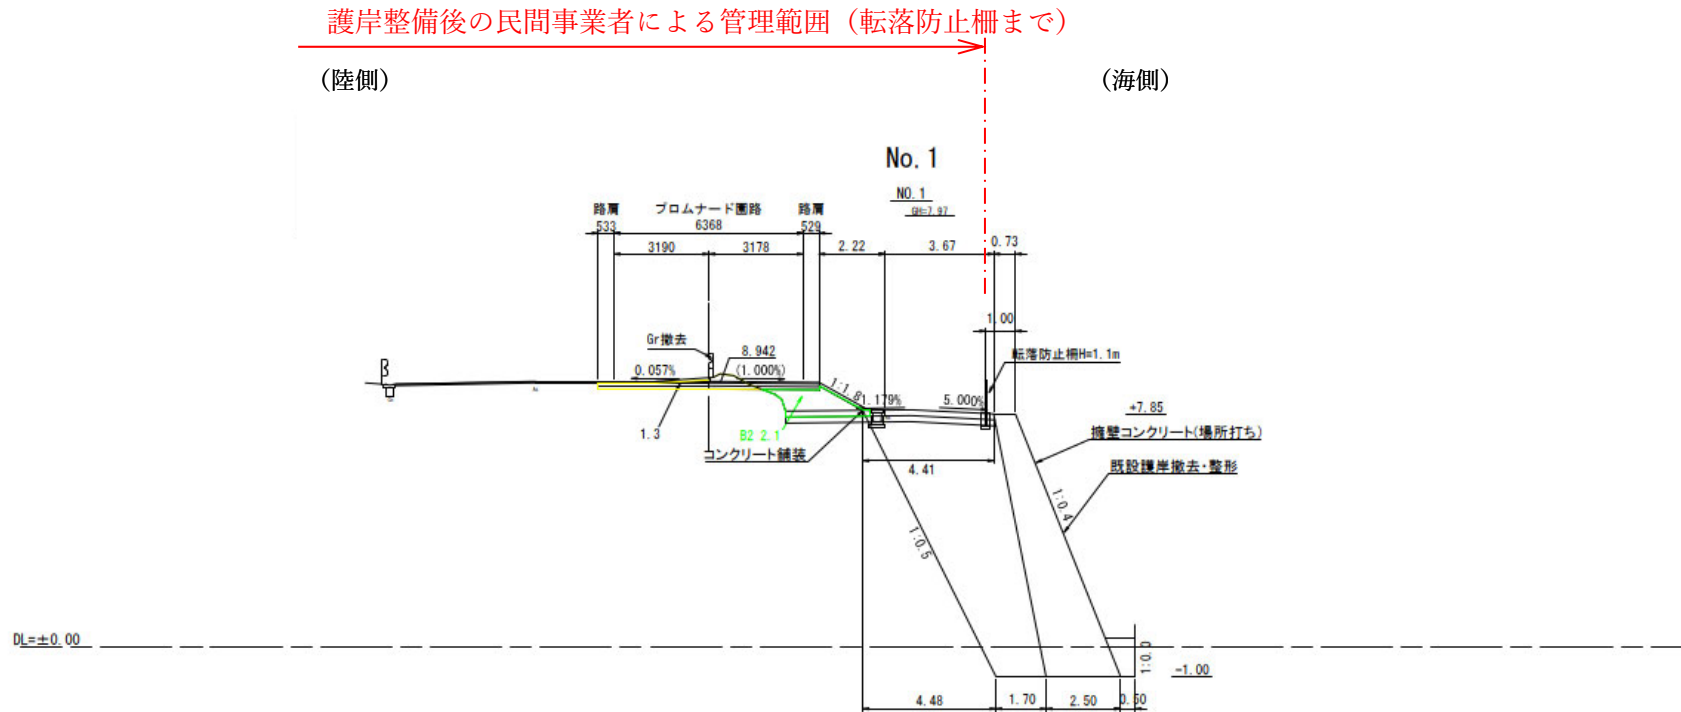 護岸整備後の民間事業者による管理範囲（転落防止柵まで）
（陸側）
（海側）
No. 1
NO. 1
GH=7.97
路肩
プロムナード園路
路肩
533
6368
529
3190
3178
2.22
3.67
0.73
1.00
Gr撤去
8.942
転落防止柵H=1.1m
0.057%
(1.000%)
1:1.8
1.179%
5.000%
+7.85
1.3
B2 2.1
コンクリート舗装
擁壁コンクリート(場所打ち)
4.41
既設護岸撤去・整形
1:0.4
1:0.5
DL=±0.00
1:0.0
-1.00
4.48
1.70
2.50
0.50